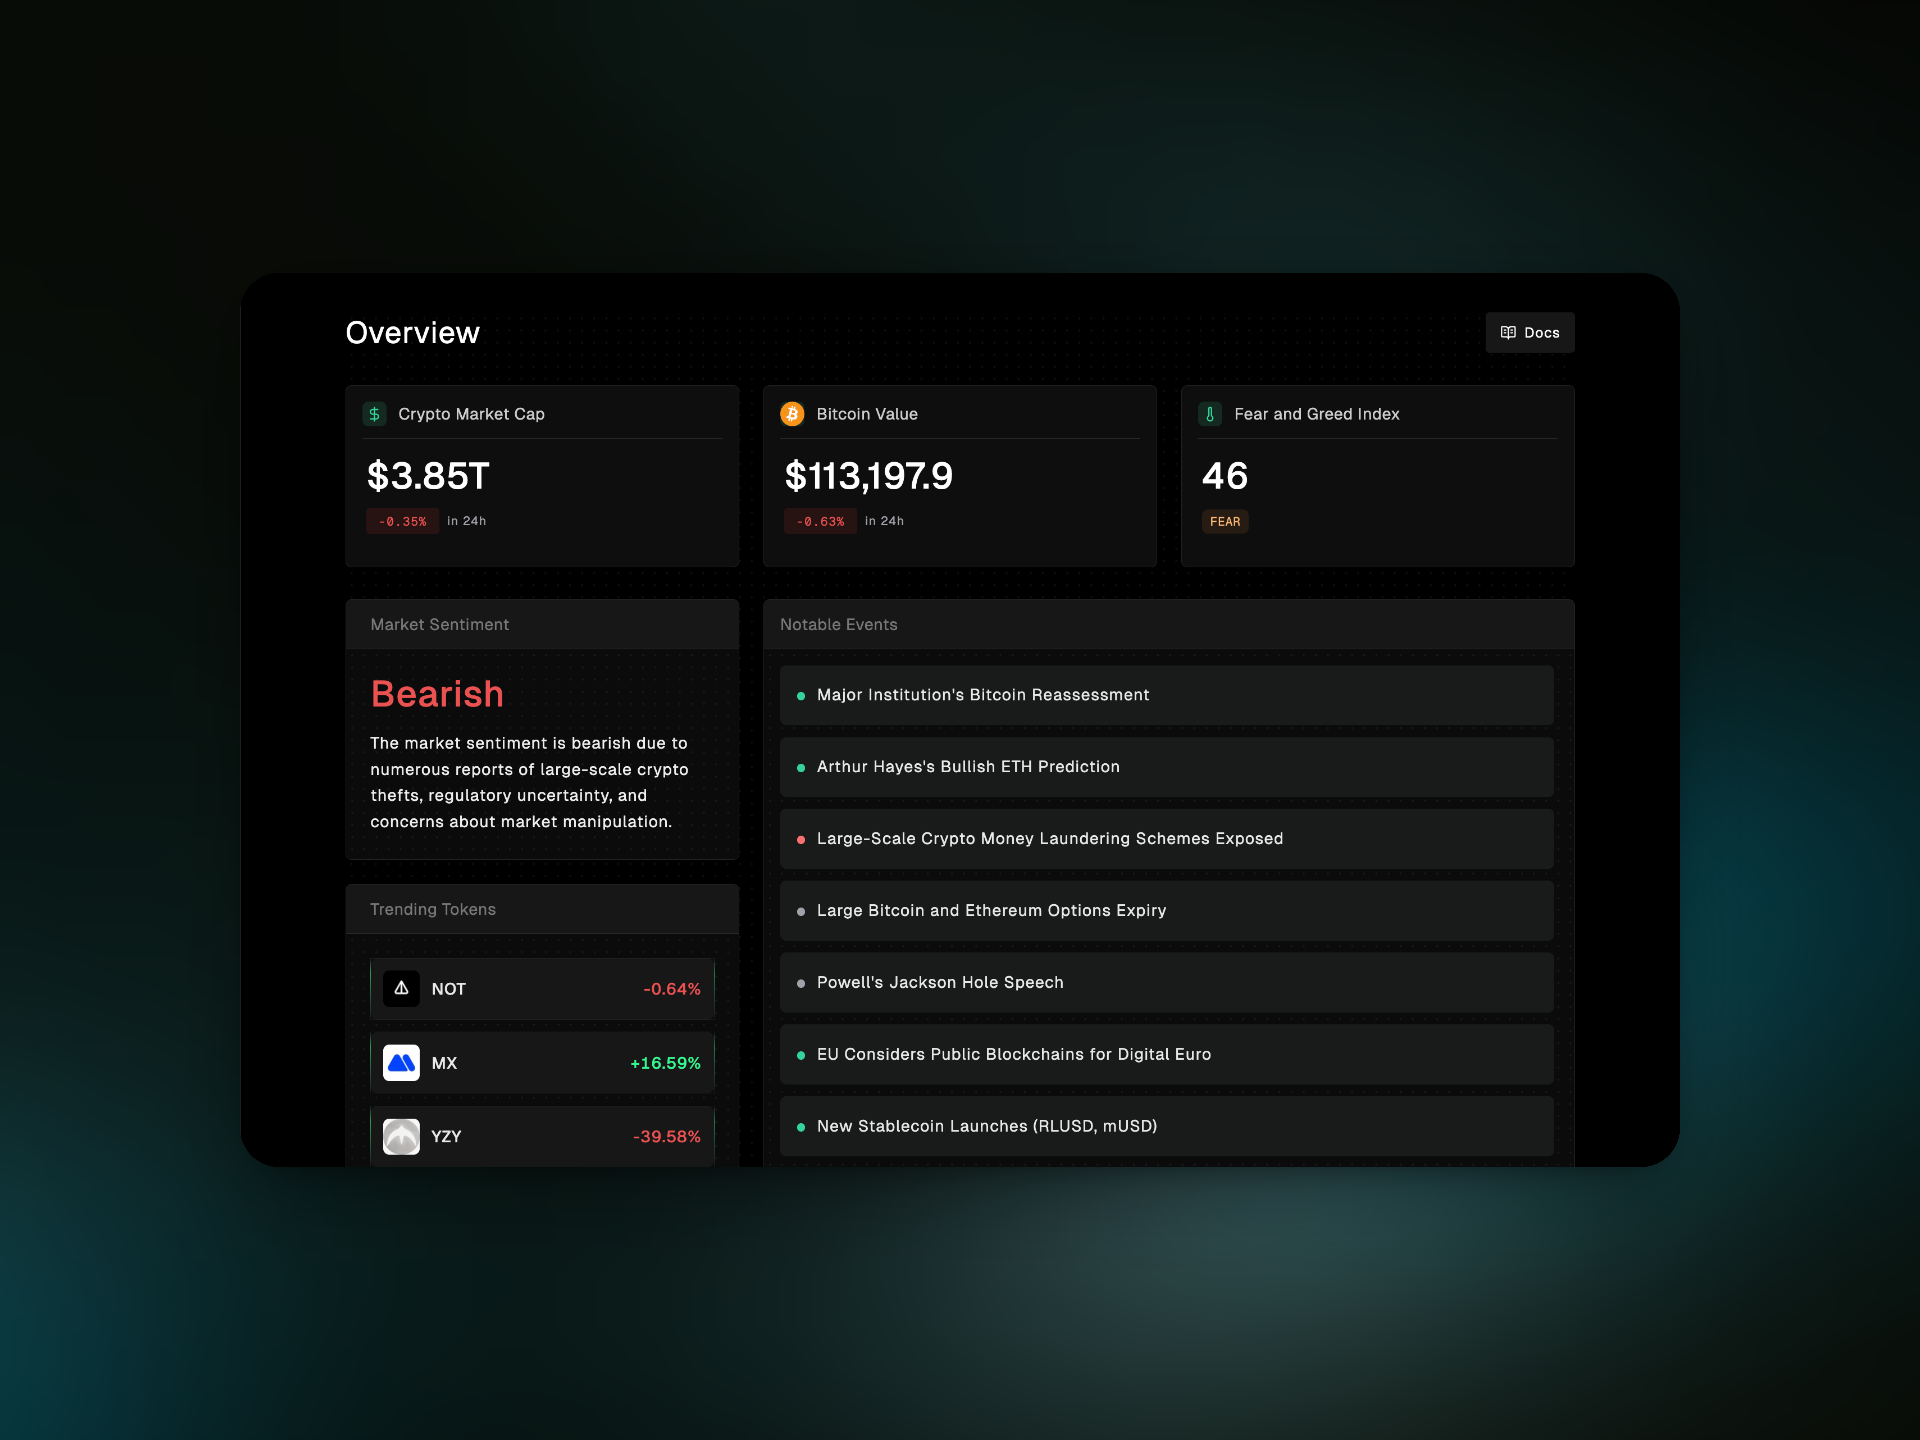 Overview
Docs
Crypto Market Cap
$3.85T
-0.35% in 24h
Bitcoin Value
$113,197.9
-0.63% in 24h
Fear and Greed Index
46
FEAR
Market Sentiment
Bearish
The market sentiment is bearish due to
numerous reports of large-scale crypto
thefts, regulatory uncertainty, and
concerns about market manipulation.
Trending Tokens
NOT -0.64%
MX +16.59%
YZY -39.58%
Notable Events
Major Institution's Bitcoin Reassessment
Arthur Hayes's Bullish ETH Prediction
Large-Scale Crypto Money Laundering Schemes Exposed
Large Bitcoin and Ethereum Options Expiry
Powell's Jackson Hole Speech
EU Considers Public Blockchains for Digital Euro
New Stablecoin Launches (RLUSD, mUSD)